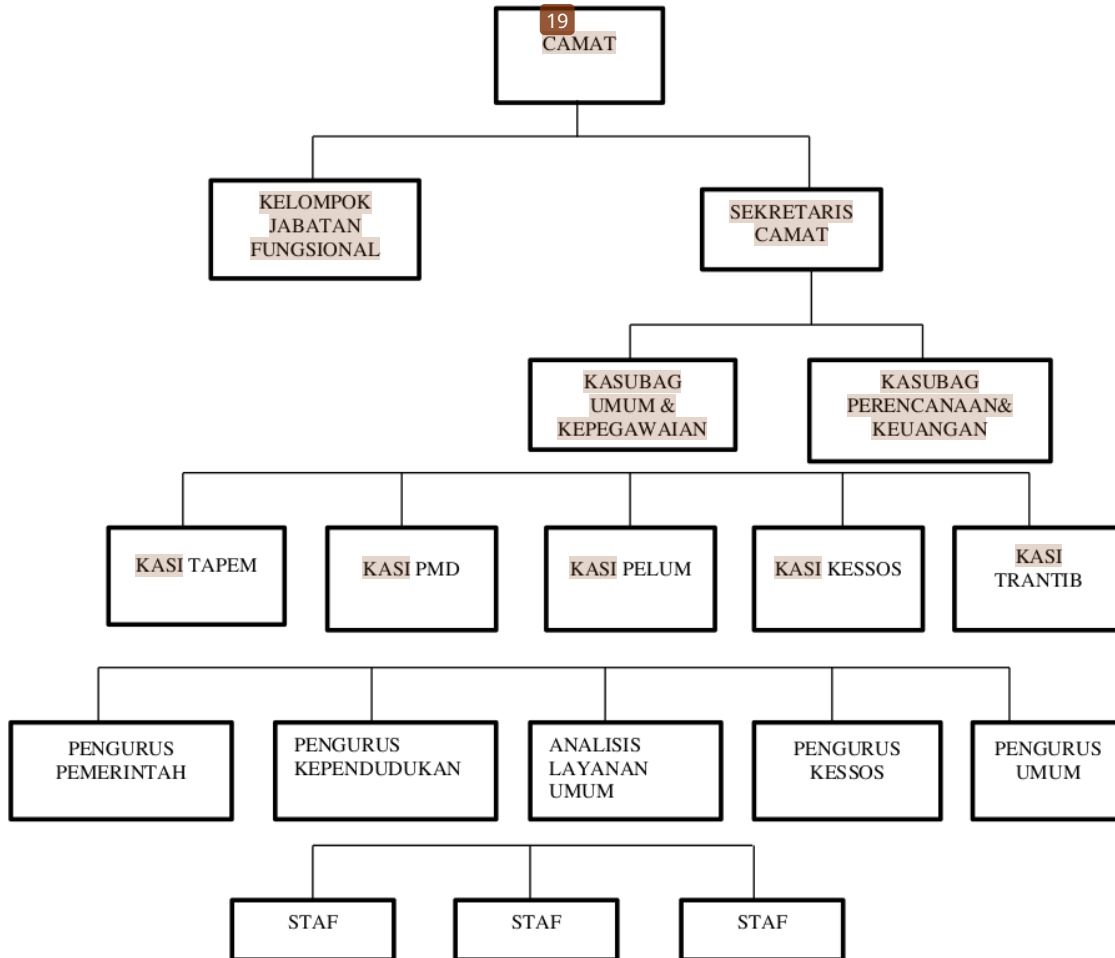 19
CAMAT
KELOMPOK
JABATAN
FUNGSIONAL
SEKRETARIS
CAMAT
KASUBAG
UMUM &
KEPEGAWAIAN
KASUBAG
PERENCANAAN&
KEUANGAN
KASI TAPEM
KASI PMD
KASI PELUM
KASI KESSOS
KASI
TRANTIB
PENGURUS
PEMERINTAH
PENGURUS
KEPENDUDUKAN
ANALISIS
LAYANAN
UMUM
PENGURUS
KESSOS
PENGURUS
UMUM
STAF
STAF
STAF